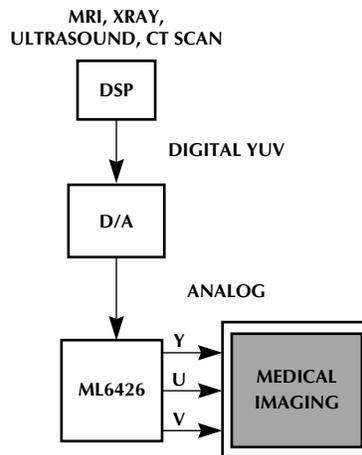 MRI, XRAY,
ULTRASOUND, CT SCAN
DSP
DIGITAL YUV
D/A
ANALOG
ML6426
Y
U
V
MEDICAL
IMAGING